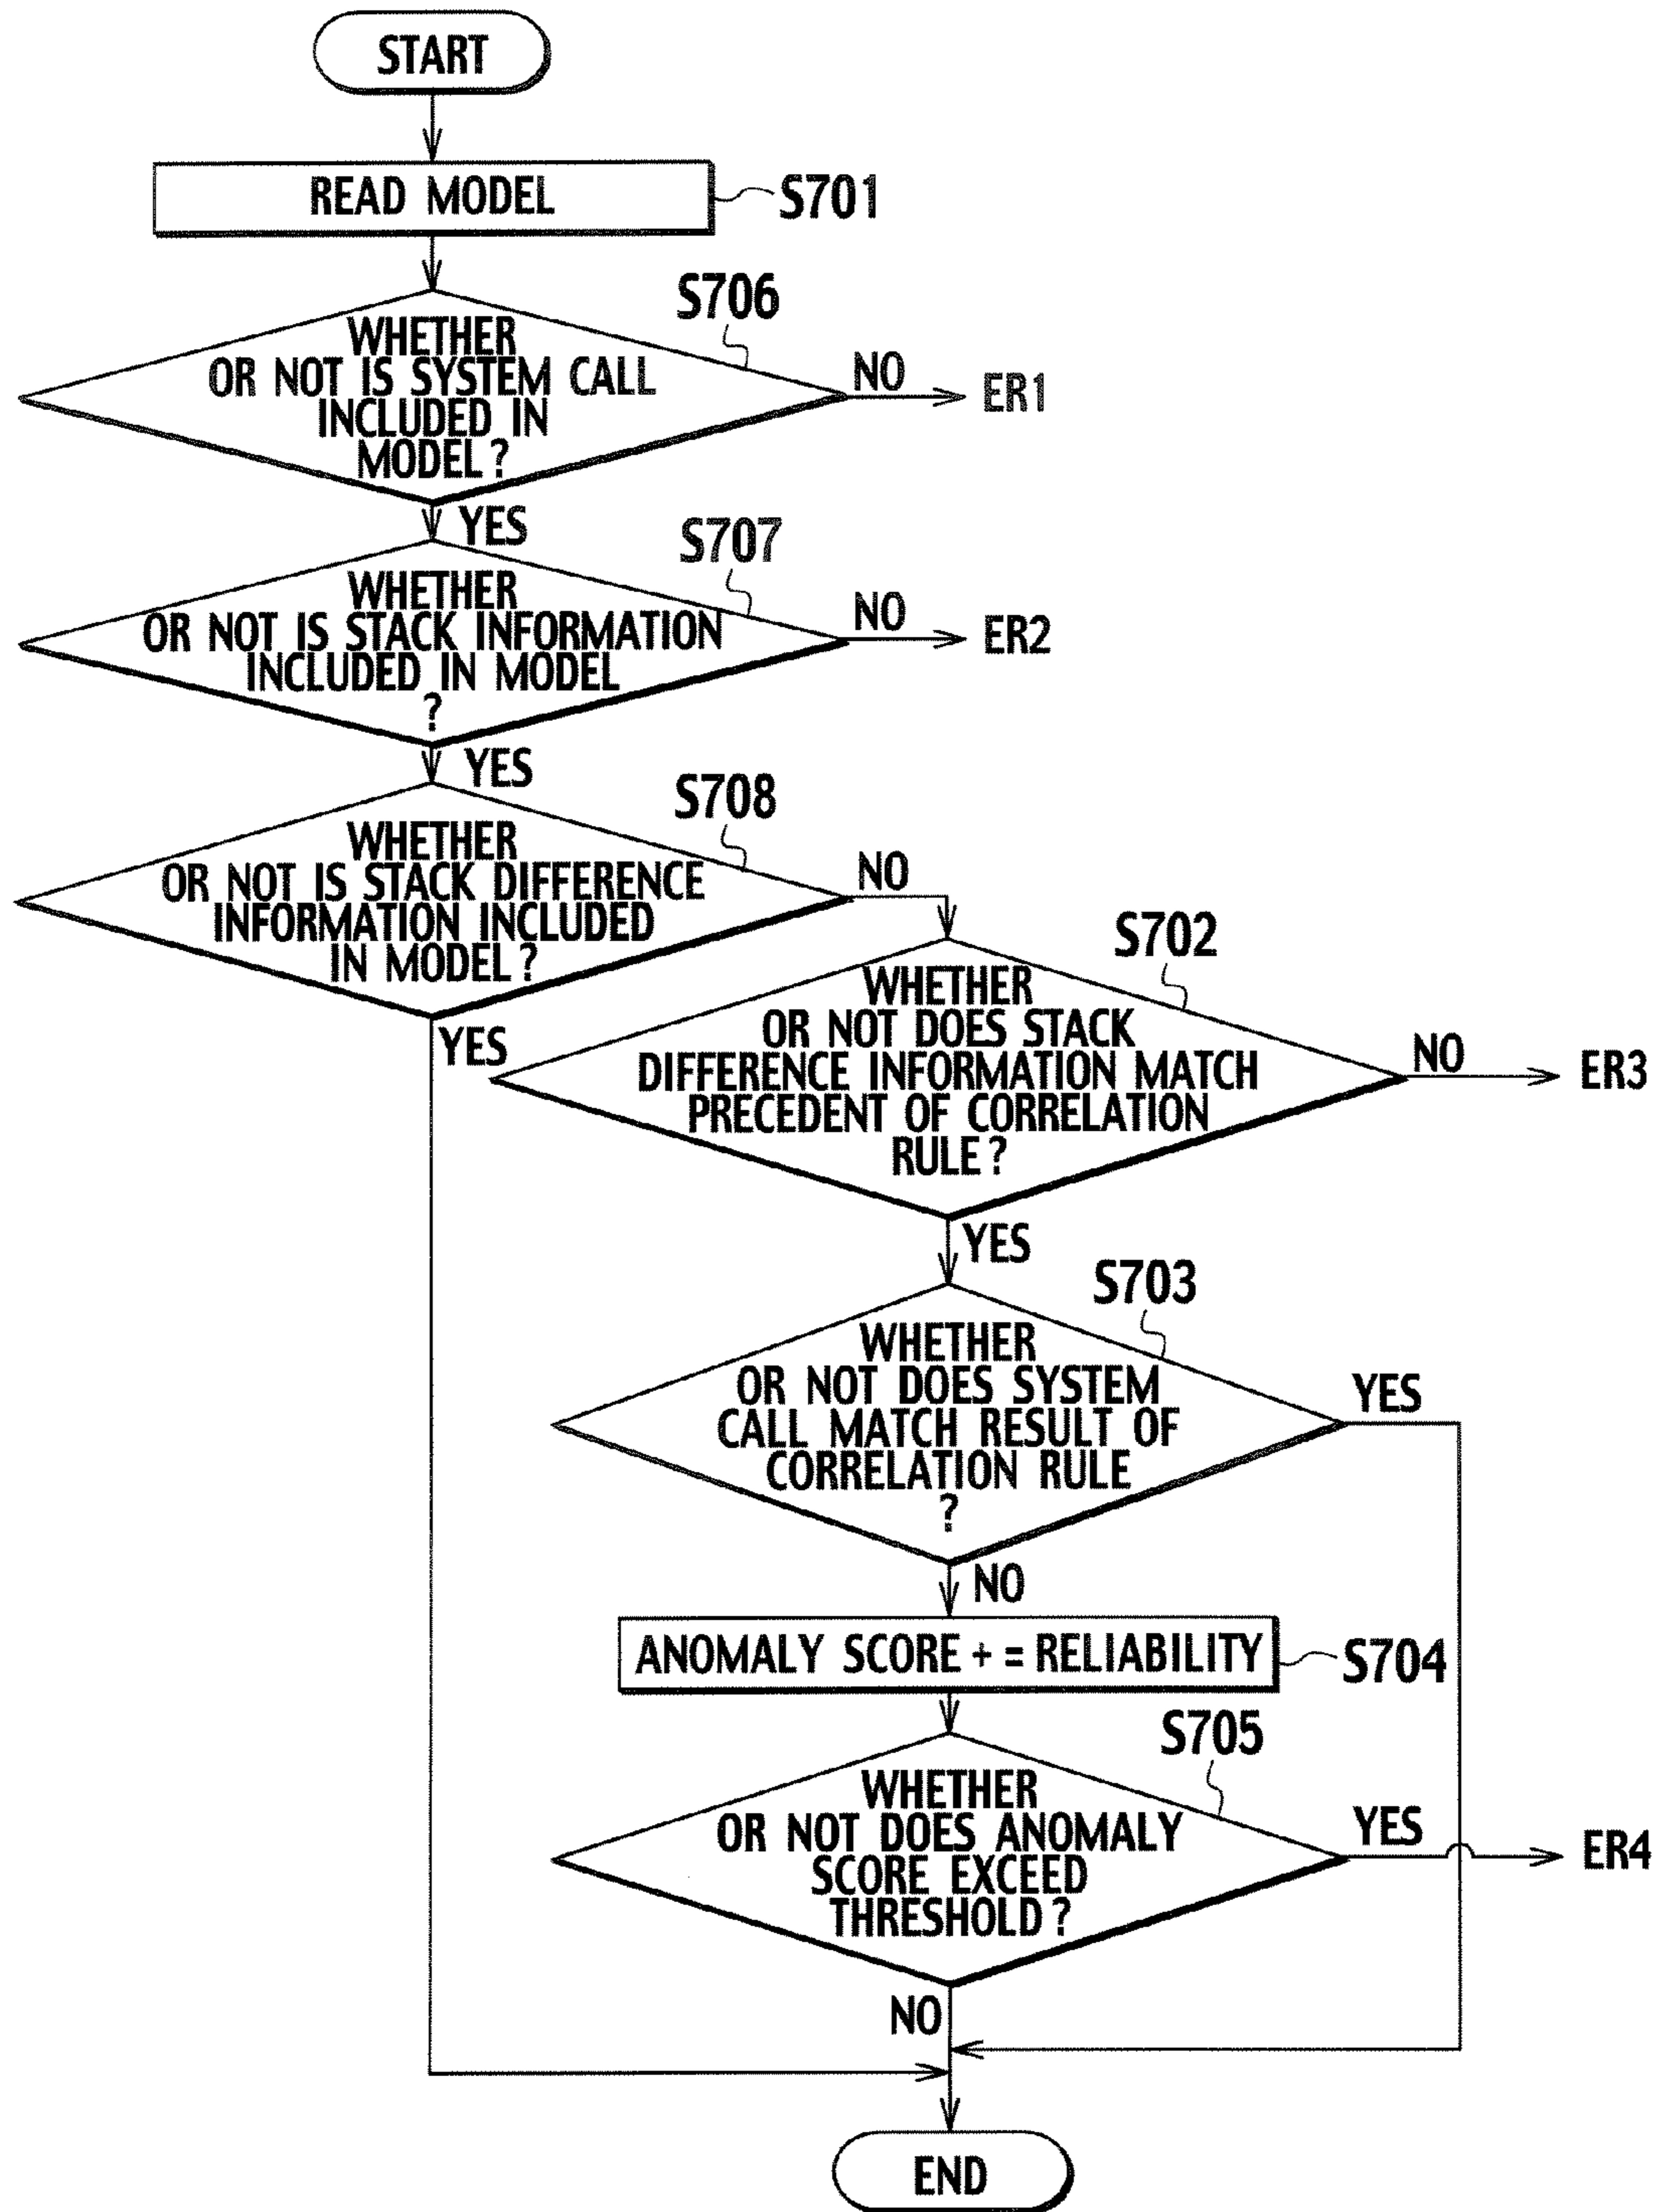 START
READ MODEL
S701
S706
WHETHER
OR NOT IS SYSTEM CALL
INCLUDED IN
MODEL?
NO
ER1
YES
S707
WHETHER
OR NOT IS STACK INFORMATION
INCLUDED IN MODEL
?
NO
ER2
YES
S708
WHETHER
OR NOT IS STACK DIFFERENCE
INFORMATION INCLUDED
IN MODEL?
NO
YES
S702
WHETHER
OR NOT DOES STACK
DIFFERENCE INFORMATION MATCH
PRECEDENT OF CORRELATION
RULE?
NO
ER3
YES
S703
WHETHER
OR NOT DOES SYSTEM
CALL MATCH RESULT OF
CORRELATION RULE
?
YES
NO
ANOMALY SCORE + = RELIABILITY
S704
S705
WHETHER
OR NOT DOES ANOMALY
SCORE EXCEED
THRESHOLD?
YES
ER4
NO
END